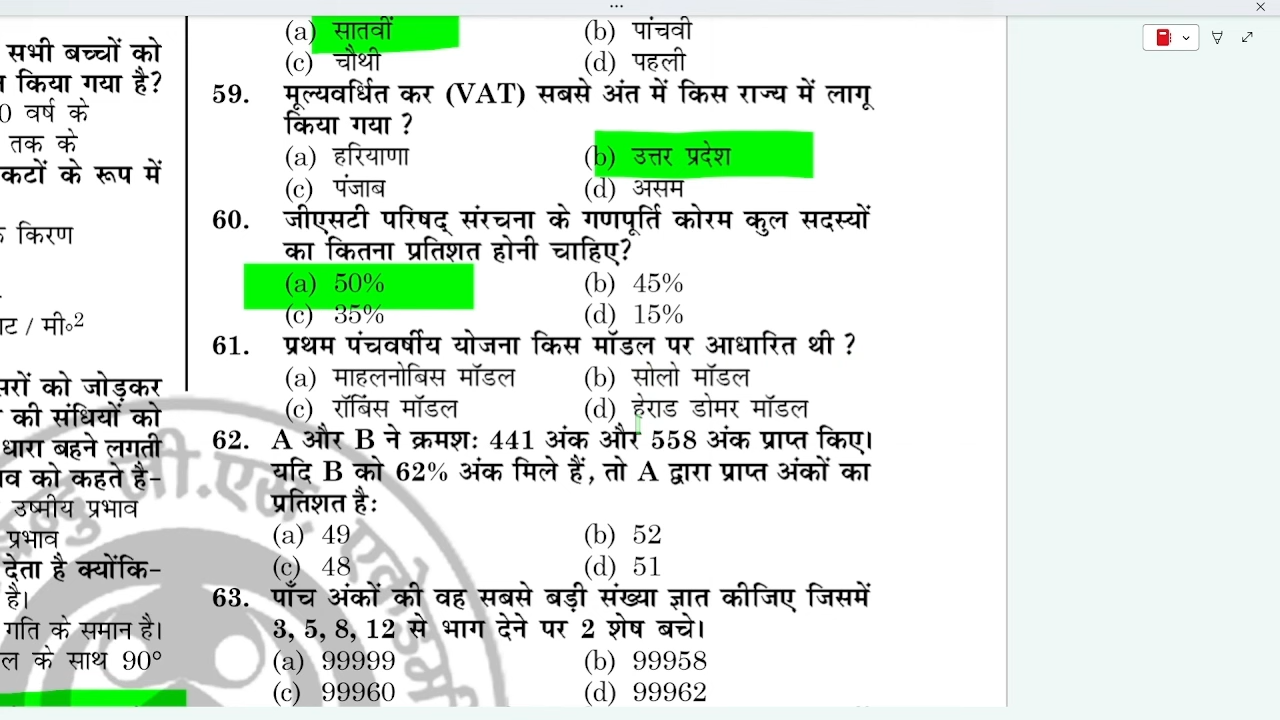 सभी बच्चों को
किया गया है?
0 वर्ष के
तक के
कटों के रूप में
किरण
/ मी॰²
सरों को जोड़कर
की संधियों को
धारा बहने लगती
व को कहते है-
उष्मीय प्रभाव
प्रभाव
देता है क्योंकि-
है।
गति के समान है।
ल के साथ 90°
(a) सातवीं (b) पांचवी
(c) चौथी (d) पहली
59. मूल्यवर्धित कर (VAT) सबसे अंत में किस राज्य में लागू
किया गया ?
(a) हरियाणा (b) उत्तर प्रदेश
(c) पंजाब (d) असम
60. जीएसटी परिषद् संरचना के गणपूर्ति कोरम कुल सदस्यों
का कितना प्रतिशत होनी चाहिए?
(a) 50% (b) 45%
(c) 35% (d) 15%
61. प्रथम पंचवर्षीय योजना किस मॉडल पर आधारित थी ?
(a) माहलनोबिस मॉडल (b) सोलो मॉडल
(c) रॉबिंस मॉडल (d) हेराड डोमर मॉडल
62. A और B ने क्रमशः 441 अंक और 558 अंक प्राप्त किए।
यदि B को 62% अंक मिले हैं, तो A द्वारा प्राप्त अंकों का
प्रतिशत है:
(a) 49 (b) 52
(c) 48 (d) 51
63. पाँच अंकों की वह सबसे बड़ी संख्या ज्ञात कीजिए जिसमें
3, 5, 8, 12 से भाग देने पर 2 शेष बचे।
(a) 99999 (b) 99958
(c) 99960 (d) 99962